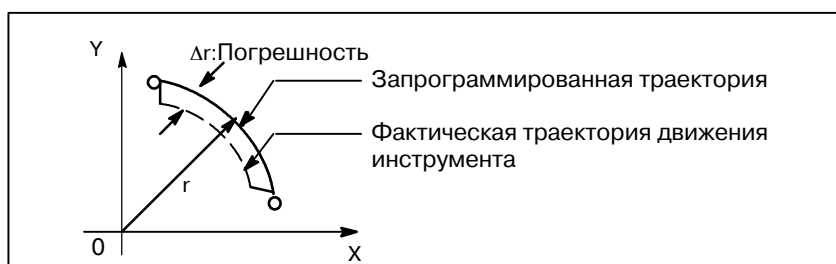 Y
Δr:Погрешность
Запрограммированная траектория
Фактическая траектория движения
инструмента
r
0
X